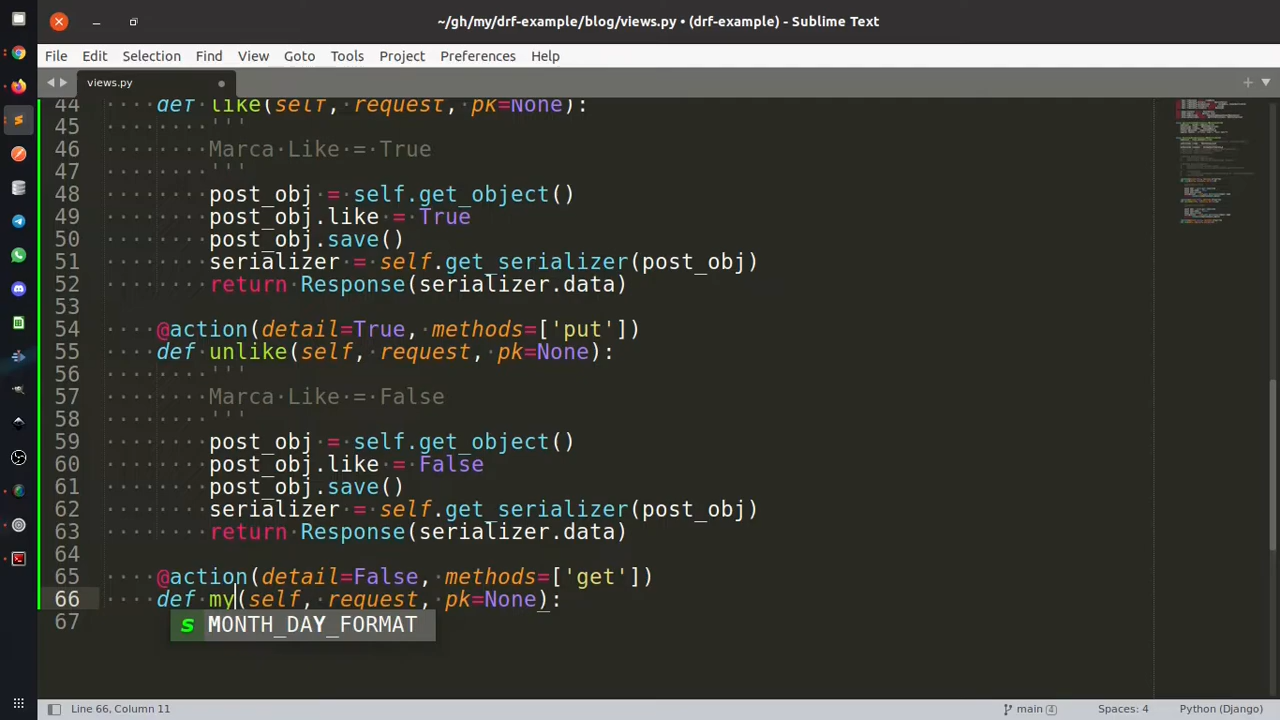 ~/gh/my/drf-example/blog/views.py • (drf-example) - Sublime Text
File Edit Selection Find View Goto Tools Project Preferences Help
views.py
44 def like(self, request, pk=None):
45 '''
46 Marca Like = True
47 '''
48 post_obj = self.get_object()
49 post_obj.like = True
50 post_obj.save()
51 serializer = self.get_serializer(post_obj)
52 return Response(serializer.data)
53
54 @action(detail=True, methods=['put'])
55 def unlike(self, request, pk=None):
56 '''
57 Marca Like = False
58 '''
59 post_obj = self.get_object()
60 post_obj.like = False
61 post_obj.save()
62 serializer = self.get_serializer(post_obj)
63 return Response(serializer.data)
64
65 @action(detail=False, methods=['get'])
66 def my(self, request, pk=None):
s MONTH_DAY_FORMAT
67
Line 66, Column 11 main 4 Spaces: 4 Python (Django)